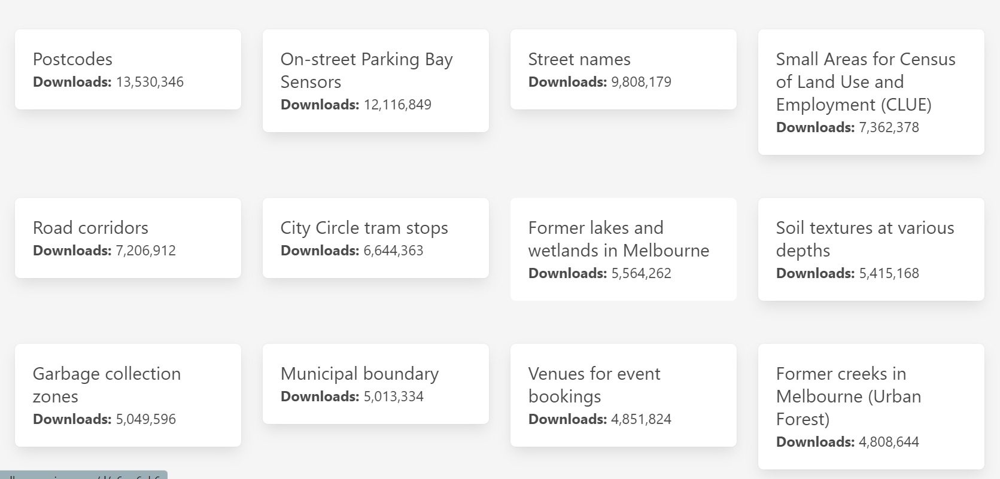 Postcodes
Downloads: 13,530,346
On-street Parking Bay
Sensors
Downloads: 12,116,849
Street names
Downloads: 9,808,179
Small Areas for Census
of Land Use and
Employment (CLUE)
Downloads: 7,362,378
Road corridors
Downloads: 7,206,912
City Circle tram stops
Downloads: 6,644,363
Former lakes and
wetlands in Melbourne
Downloads: 5,564,262
Soil textures at various
depths
Downloads: 5,415,168
Garbage collection
zones
Downloads: 5,049,596
Municipal boundary
Downloads: 5,013,334
Venues for event
bookings
Downloads: 4,851,824
Former creeks in
Melbourne (Urban
Forest)
Downloads: 4,808,644